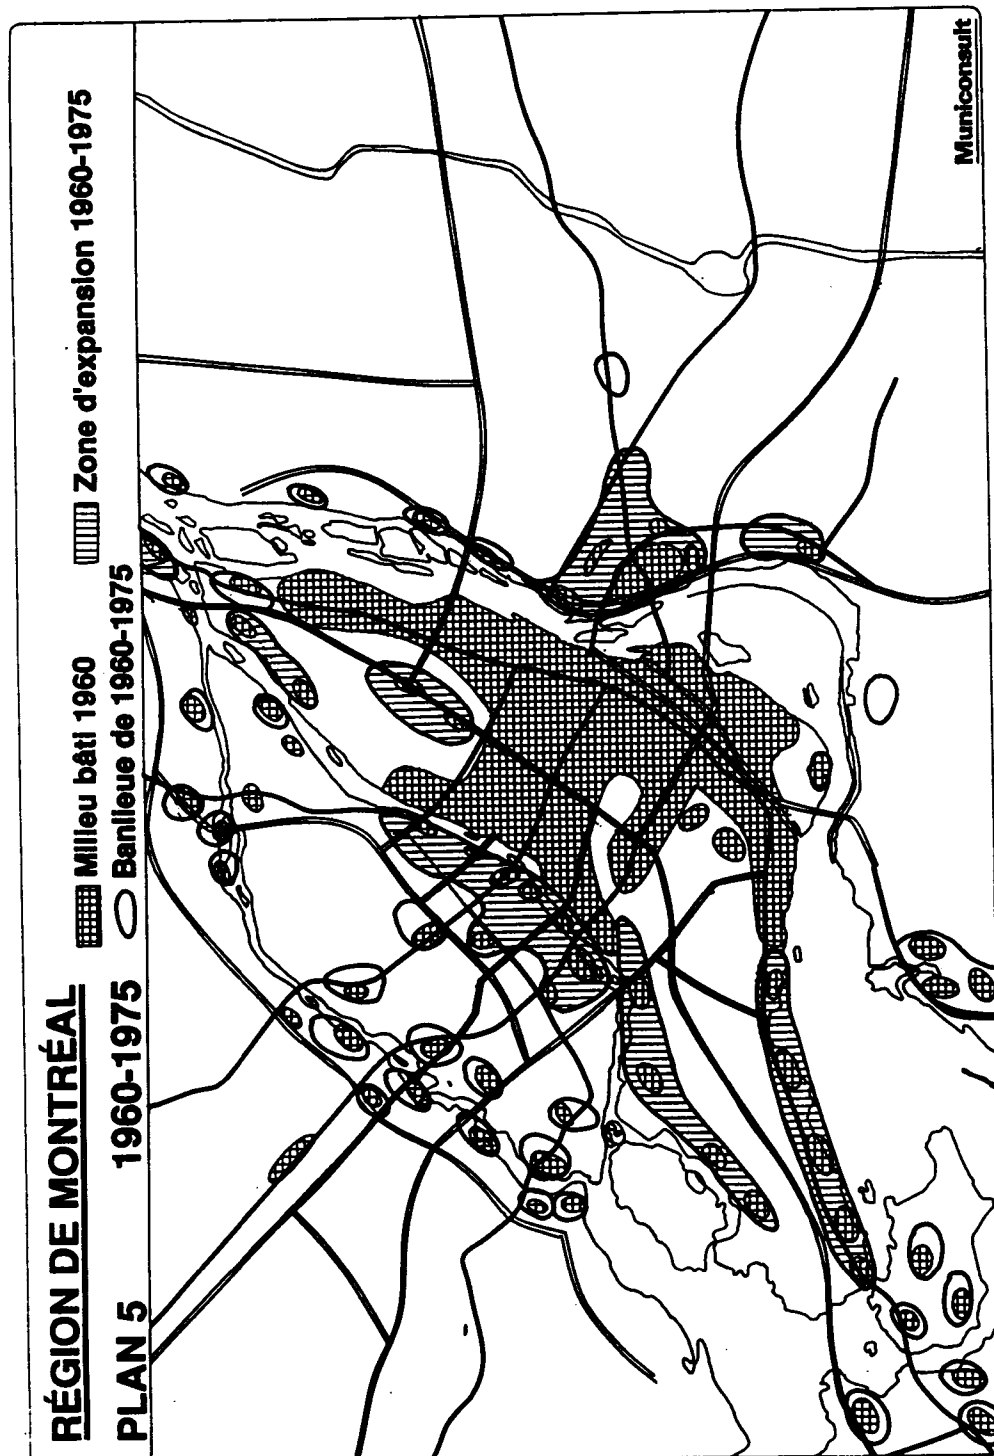 RÉGION DE MONTRÉAL
PLAN 5 1960-1975
Milieu bâti 1960
Zone d'expansion 1960-1975
Banlieue de 1960-1975
Municonsult